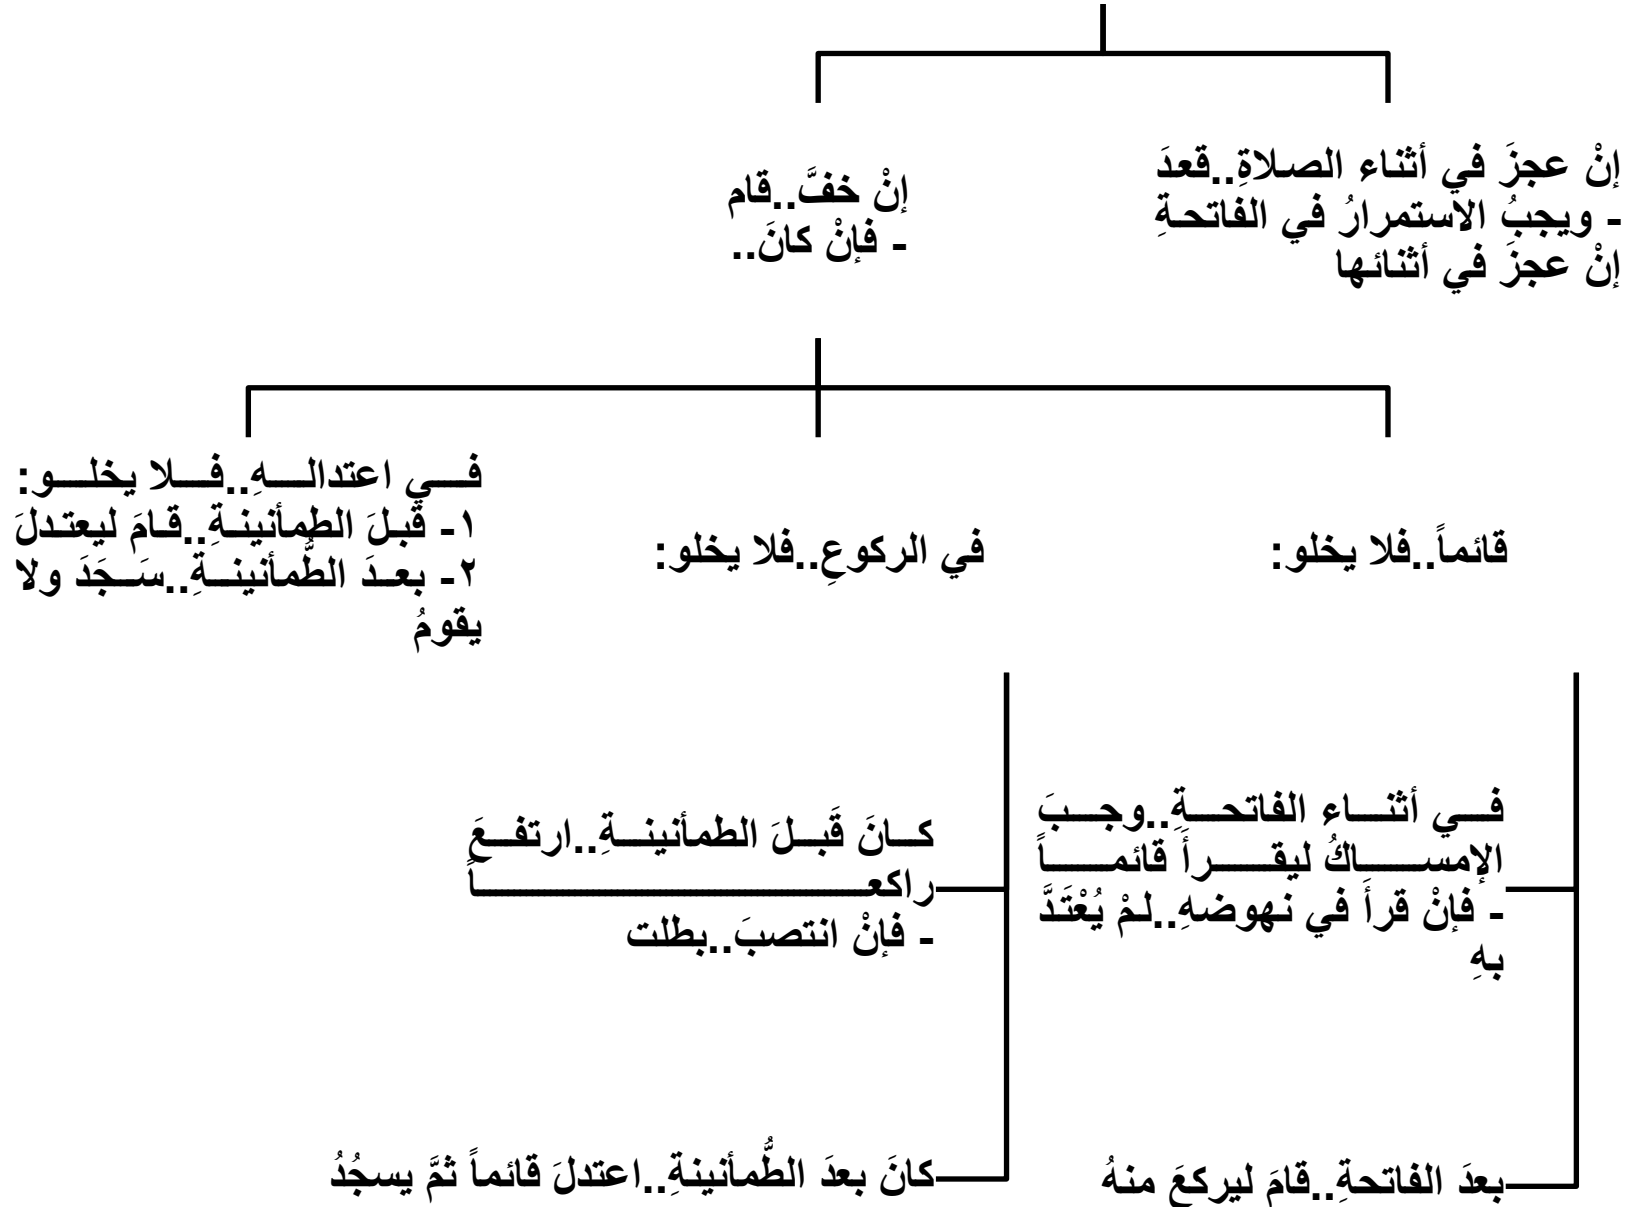 إنْ عجزَ في أثناء الصلاةِ..قعدَ
- ويجبُ الاستمرارُ في الفاتحةِ
إنْ عجزَ في أثنائها
إنْ خفَّ..قام
- فإنْ كانَ..
قائماً..فلا يخلو:
في الركوعِ..فلا يخلو:
في اعتدالهِ..فلا يخلو:
١- قبلَ الطمأنينةِ..قامَ ليعتدلَ
٢- بعدَ الطُّمأنينةِ..سَجَدَ ولا
يقومُ
في أثناء الفاتحةِ..وجبَ
الإمساكُ ليقرأَ قائماً
- فإنْ قرأَ في نهوضهِ..لمْ يُعْتَدَّ
بهِ
بعدَ الفاتحةِ..قامَ ليركعَ منهُ
كانَ قَبلَ الطمأنينةِ..ارتفعَ
راكعاً
- فإنْ انتصبَ..بطلت
كانَ بعدَ الطُّمأنينةِ..اعتدلَ قائماً ثمَّ يسجُدُ